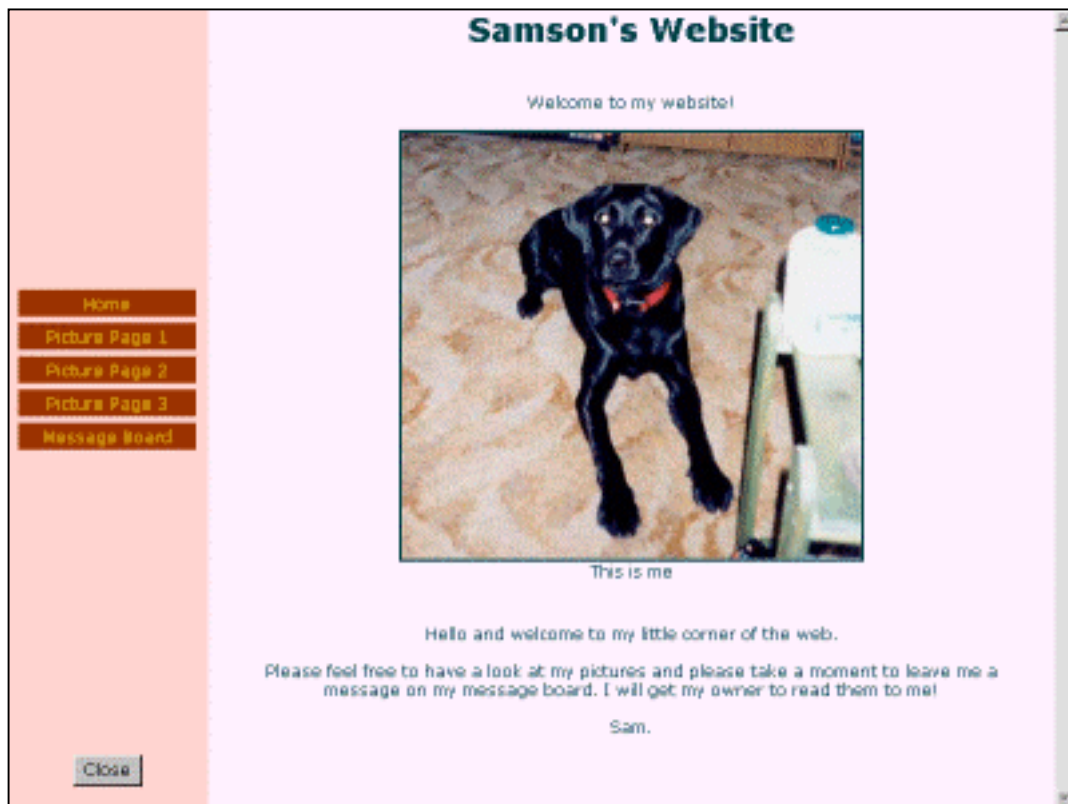 Samson's Website
Welcome to my website!
Home
Picture Page 1
Picture Page 2
Picture Page 3
Message Board
This is me
Hello and welcome to my little corner of the web.
Please feel free to have a look at my pictures and please take a moment to leave me a
message on my message board. I will get my owner to read them to me!
Sam.
Close